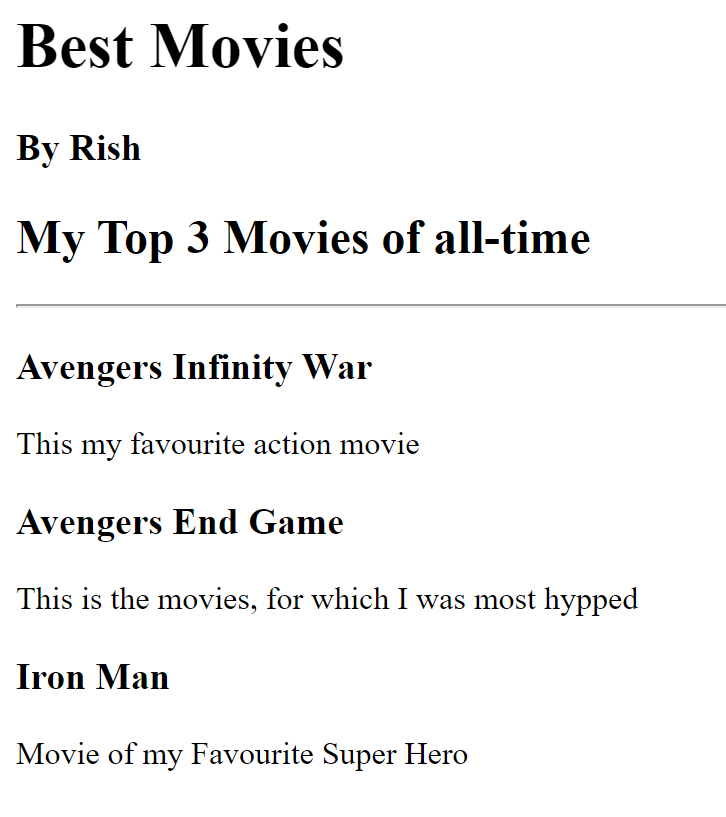 Best Movies
By Rish
My Top 3 Movies of all-time
Avengers Infinity War
This my favourite action movie
Avengers End Game
This is the movies, for which I was most hypped
Iron Man
Movie of my Favourite Super Hero